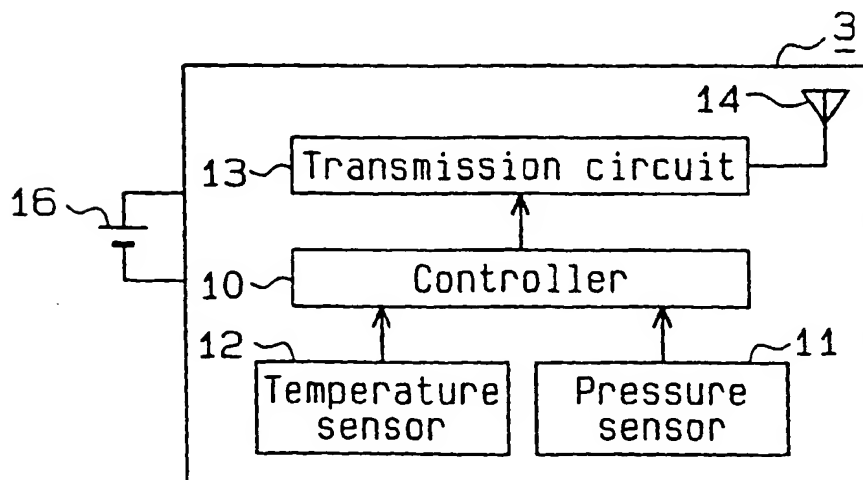 3
14
13
Transmission circuit
16
10
Controller
12
11
Temperature
sensor
Pressure
sensor